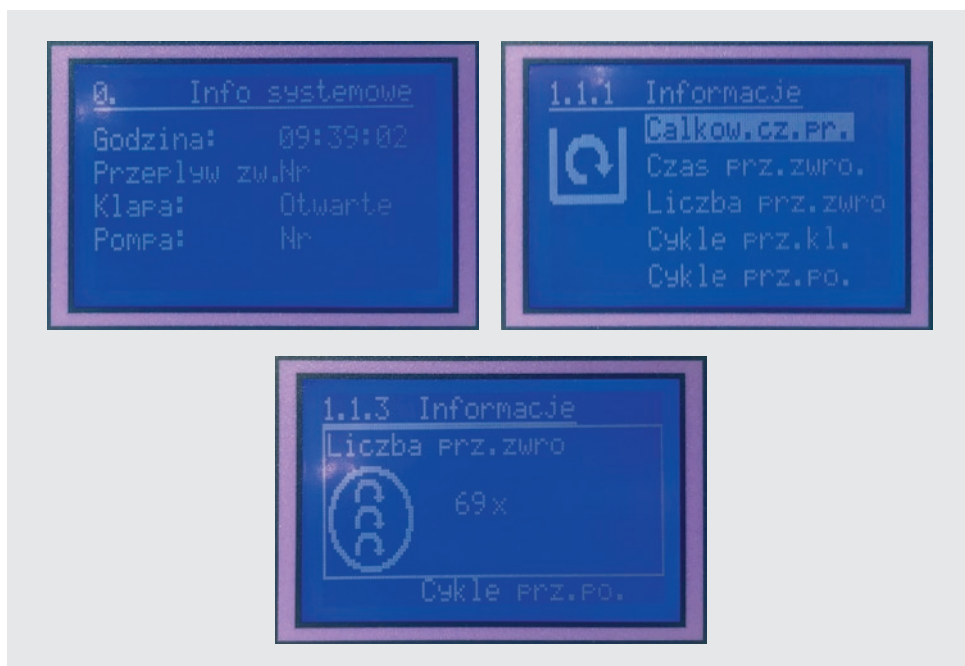 0. Info systemowe
Godzina: 09:39:02
Przeplyw zw.Nr
Klapa: Otwarte
Pompa: Nr
1.1.1 Informacje
Calkow.cz.pr.
Czas prz.zwro.
Liczba prz.zwro
Cykle prz.kl.
Cykle prz.po.
1.1.3 Informacje
Liczba prz.zwro
69x
Cykle prz.po.